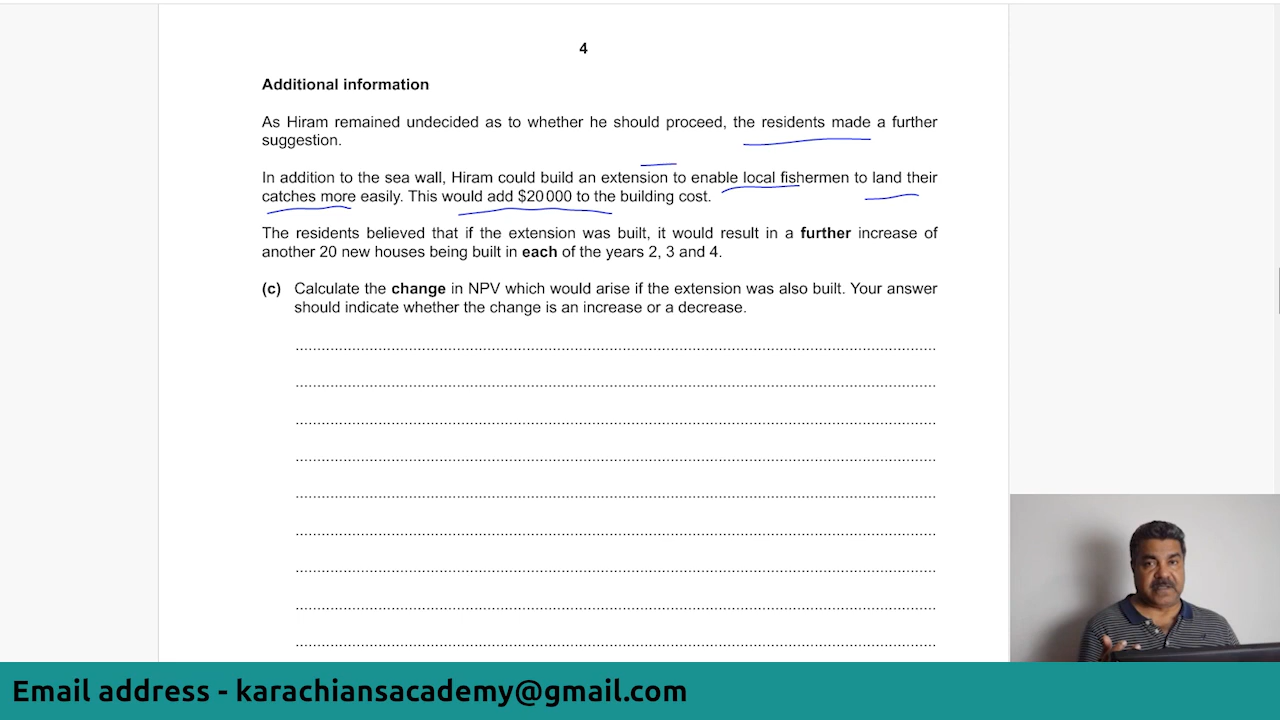 4
Additional information
As Hiram remained undecided as to whether he should proceed, the residents made a further
suggestion.
In addition to the sea wall, Hiram could build an extension to enable local fishermen to land their
catches more easily. This would add $20 000 to the building cost.
The residents believed that if the extension was built, it would result in a further increase of
another 20 new houses being built in each of the years 2, 3 and 4.
(c) Calculate the change in NPV which would arise if the extension was also built. Your answer
should indicate whether the change is an increase or a decrease.
Email address - karachiansacademy@gmail.com